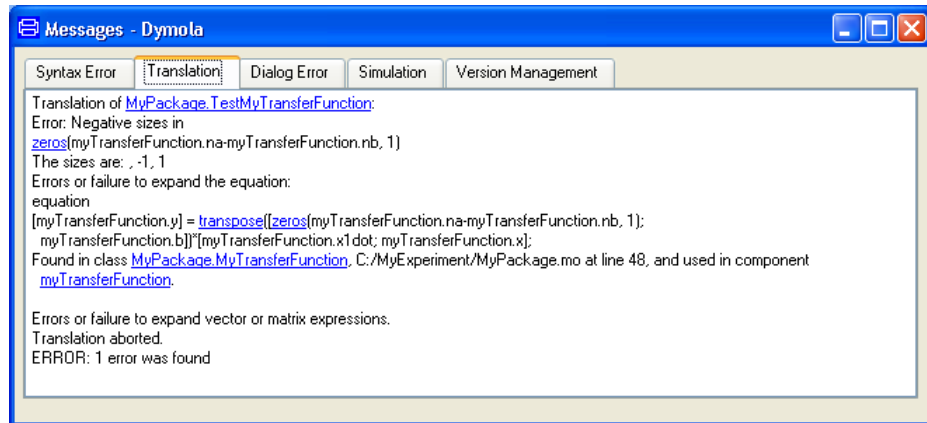 Messages - Dymola
Syntax Error Translation Dialog Error Simulation Version Management
Translation of MyPackage.TestMyTransferFunction:
Error: Negative sizes in
zeros(myTransferFunction.na-myTransferFunction.nb, 1)
The sizes are: , -1, 1
Errors or failure to expand the equation:
equation
[myTransferFunction.y] = transpose([zeros(myTransferFunction.na-myTransferFunction.nb, 1);
myTransferFunction.b])*[myTransferFunction.x1dot; myTransferFunction.x];
Found in class MyPackage.MyTransferFunction, C:/MyExperiment/MyPackage.mo at line 48, and used in component
myTransferFunction.
Errors or failure to expand vector or matrix expressions.
Translation aborted.
ERROR: 1 error was found